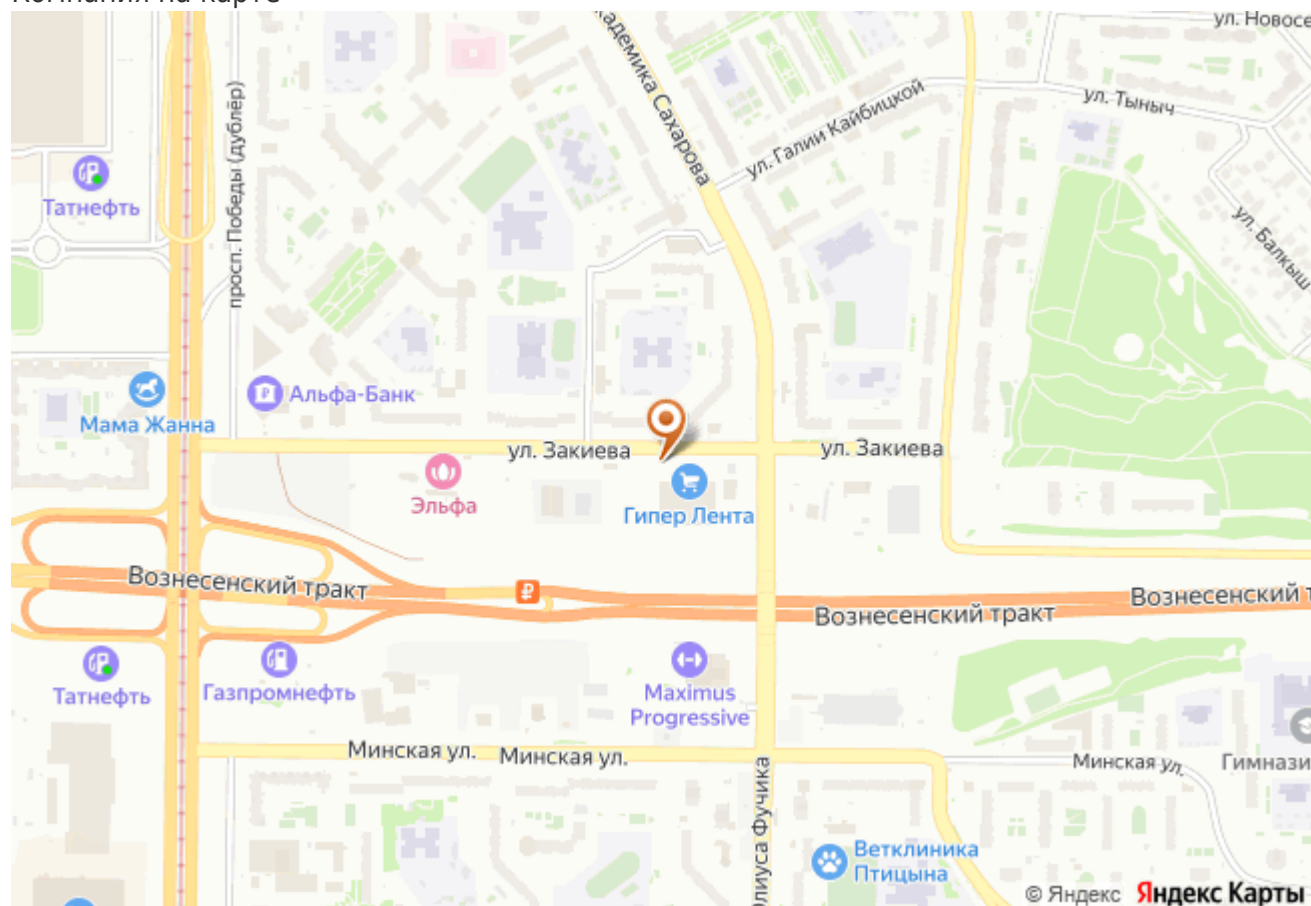 ул. Новосе
Академика Сахарова
ул. Галии Кайбицкой
ул. Тыныч
просп. Победы (дублёр)
Татнефть
ул. Балкыш
Альфа-Банк
Мама Жанна
ул. Закиева
ул. Закиева
Эльфа
Гипер Лента
Вознесенский тракт
Вознесенский т
Вознесенский тракт
Татнефть
Газпромнефть
Maximus
Progressive
Минская ул.
Минская ул.
Минская ул.
Гимнази
Юлиуса Фучика
Ветклиника
Птицына
© Яндекс Яндекс Карты